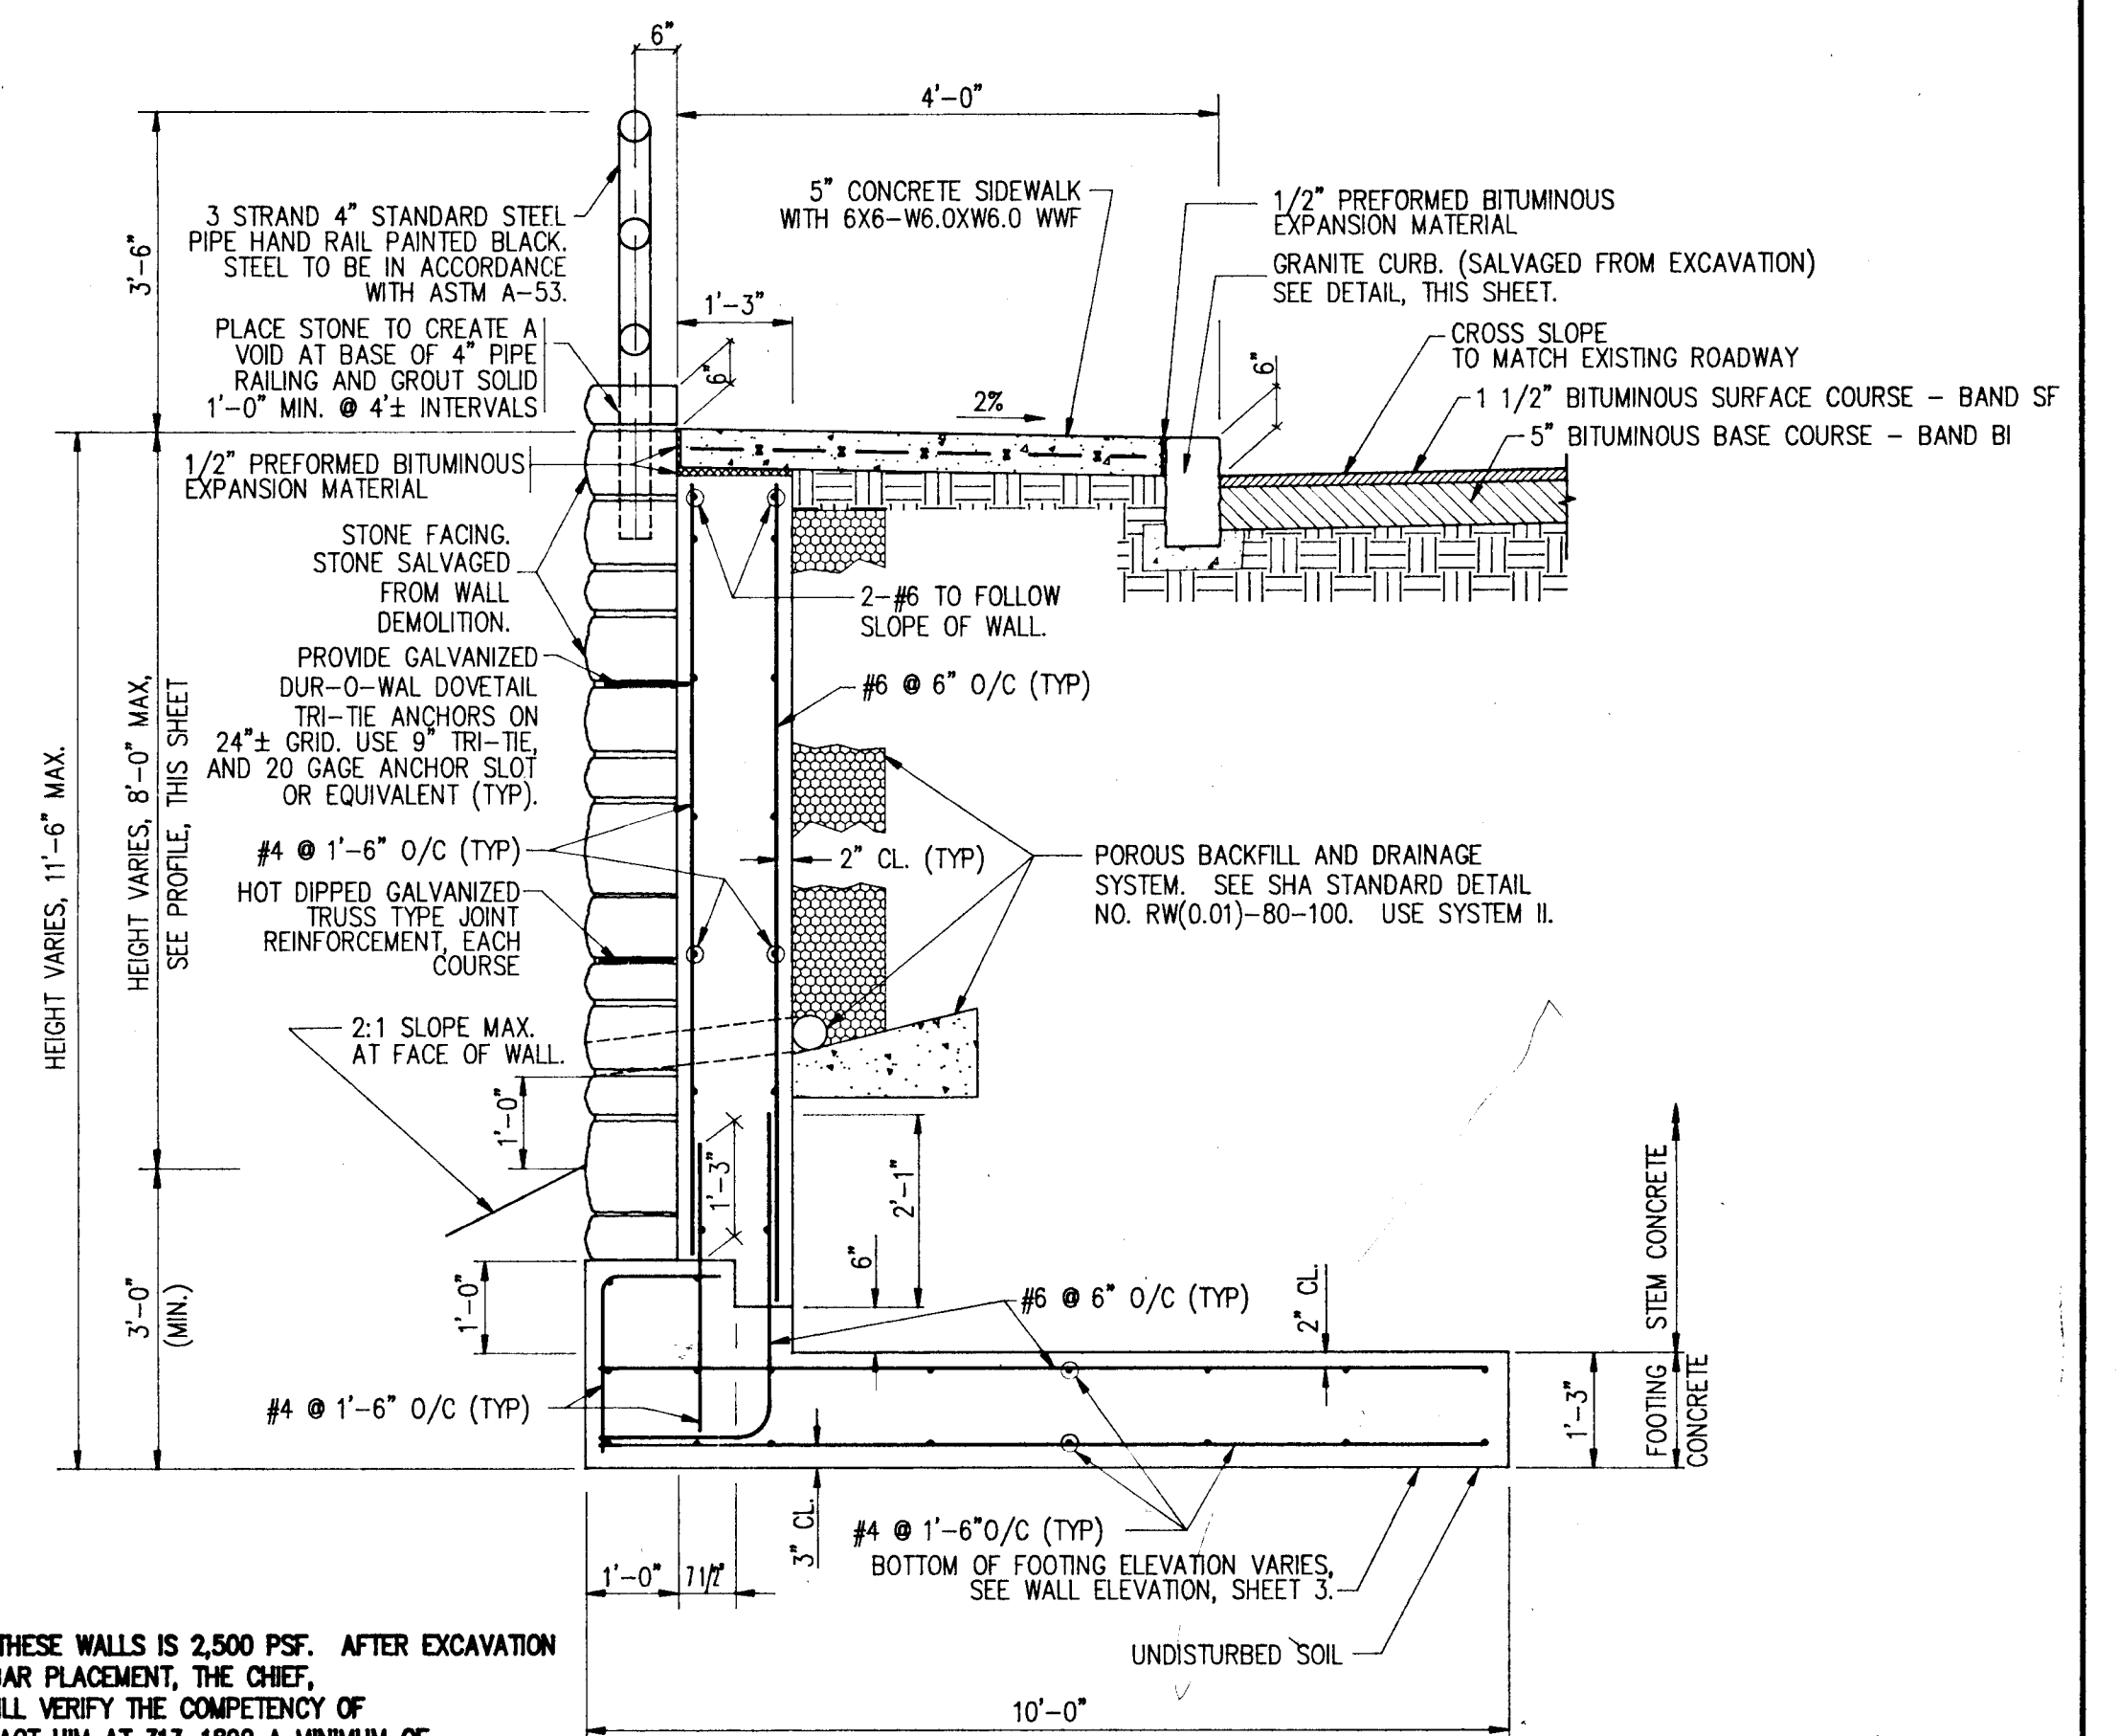 6"
4'-0"
3'-6"
3 STRAND 4" STANDARD STEEL
PIPE HAND RAIL PAINTED BLACK.
STEEL TO BE IN ACCORDANCE
WITH ASTM A-53.
5" CONCRETE SIDEWALK
WITH 6X6-W6.0XW6.0 WWF
1/2" PREFORMED BITUMINOUS
EXPANSION MATERIAL
GRANITE CURB. (SALVAGED FROM EXCAVATION)
SEE DETAIL, THIS SHEET.
1'-3"
PLACE STONE TO CREATE A
VOID AT BASE OF 4" PIPE
RAILING AND GROUT SOLID
1'-0" MIN. @ 4'± INTERVALS
6"
6"
CROSS SLOPE
TO MATCH EXISTING ROADWAY
2%
1 1/2" BITUMINOUS SURFACE COURSE - BAND SF
5" BITUMINOUS BASE COURSE - BAND BI
1/2" PREFORMED BITUMINOUS
EXPANSION MATERIAL
STONE FACING.
STONE SALVAGED
FROM WALL
DEMOLITION.
2-#6 TO FOLLOW
SLOPE OF WALL.
PROVIDE GALVANIZED
DUR-O-WAL DOVETAIL
TRI-TIE ANCHORS ON
24"± GRID. USE 9" TRI-TIE,
AND 20 GAGE ANCHOR SLOT
OR EQUIVALENT (TYP).
#6 @ 6" O/C (TYP)
HEIGHT VARIES, 11'-6" MAX.
HEIGHT VARIES, 8'-0" MAX,
SEE PROFILE, THIS SHEET
#4 @ 1'-6" O/C (TYP)
2" CL. (TYP)
POROUS BACKFILL AND DRAINAGE
SYSTEM. SEE SHA STANDARD DETAIL
NO. RW(0.01)-80-100. USE SYSTEM II.
HOT DIPPED GALVANIZED
TRUSS TYPE JOINT
REINFORCEMENT, EACH
COURSE
2:1 SLOPE MAX.
AT FACE OF WALL.
1'-0"
1'-3"
2'-1"
STEM CONCRETE
3'-0"
(MIN.)
1'-0"
6"
#6 @ 6" O/C (TYP)
2" CL.
1'-3"
FOOTING
CONCRETE
#4 @ 1'-6" O/C (TYP)
3" CL.
#4 @ 1'-6"O/C (TYP)
1'-0"
7 1/2"
BOTTOM OF FOOTING ELEVATION VARIES,
SEE WALL ELEVATION, SHEET 3.
UNDISTURBED SOIL
10'-0"
THESE WALLS IS 2,500 PSF. AFTER EXCAVATION
AR PLACEMENT, THE CHIEF,
LL VERIFY THE COMPETENCY OF
ACT HIM AT 313-1898 A MINIMUM OF